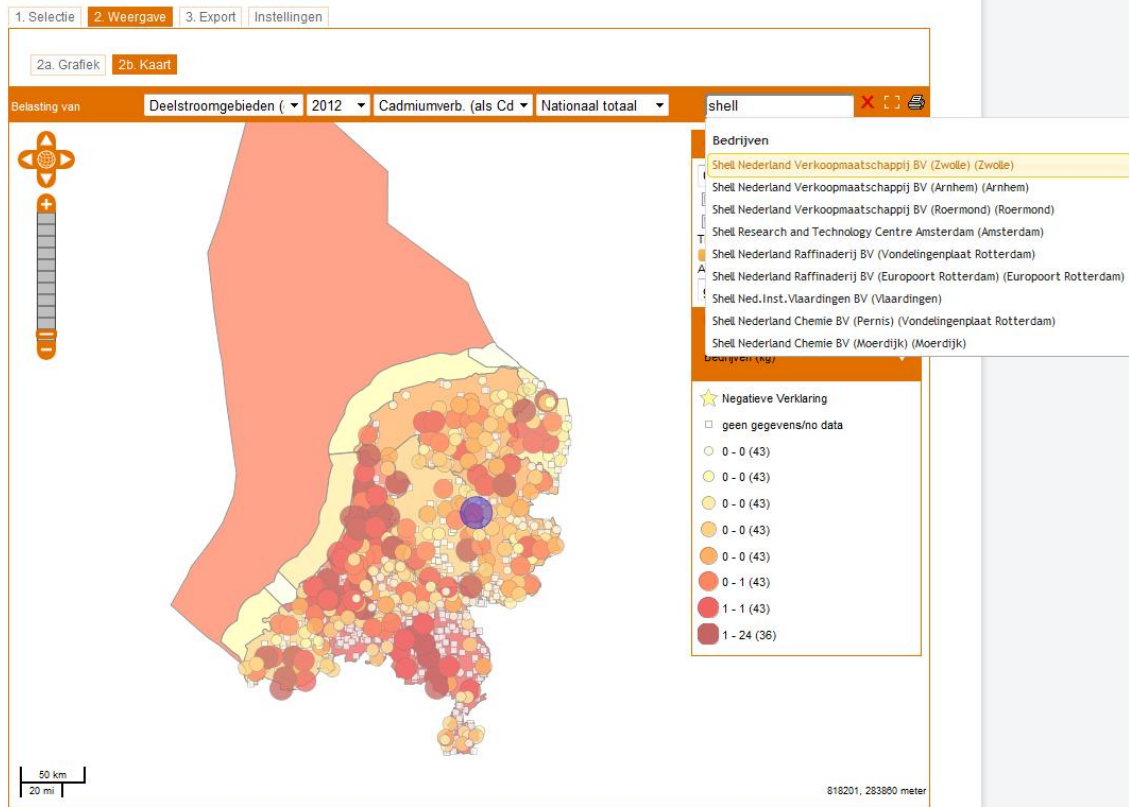 1. Selectie
2. Weergave
3. Export
Instellingen
2a. Grafiek
2b. Kaart
Belasting van
Deelstroomgebieden (
2012
Cadmiumverb. (als Cd
Nationaal totaal
shell
Bedrijven
Shell Nederland Verkoopmaatschappij BV (Zwolle) (Zwolle)
Shell Nederland Verkoopmaatschappij BV (Arnhem) (Arnhem)
Shell Nederland Verkoopmaatschappij BV (Roermond) (Roermond)
Shell Research and Technology Centre Amsterdam (Amsterdam)
Shell Nederland Raffinaderij BV (Vondelingenplaat Rotterdam)
Shell Nederland Raffinaderij BV (Europoort Rotterdam) (Europoort Rotterdam)
Shell Ned.Inst.Vlaardingen BV (Vlaardingen)
Shell Nederland Chemie BV (Pernis) (Vondelingenplaat Rotterdam)
Shell Nederland Chemie BV (Moerdijk) (Moerdijk)
Bedrijven (kg)
Negatieve Verklaring
geen gegevens/no data
0 - 0 (43)
0 - 0 (43)
0 - 0 (43)
0 - 0 (43)
0 - 0 (43)
0 - 1 (43)
1 - 1 (43)
1 - 24 (36)
50 km
20 mi
818201, 283860 meter